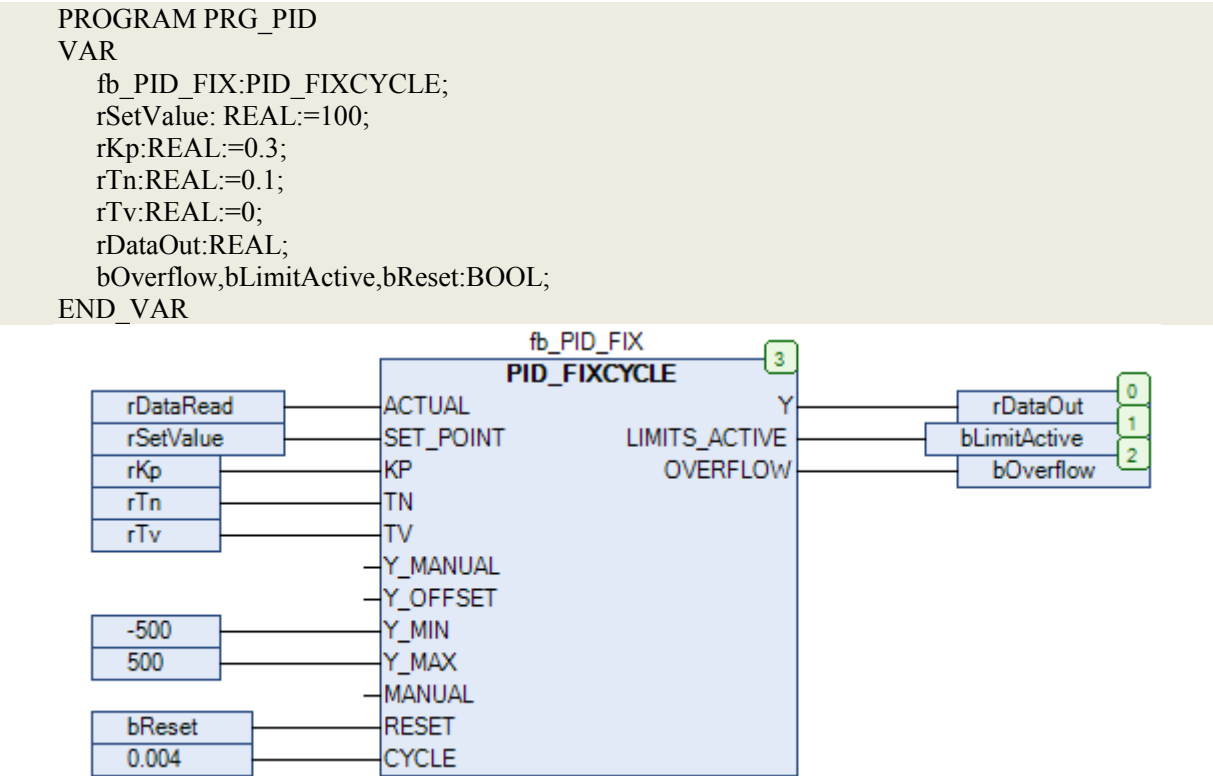 PROGRAM PRG_PID
VAR
fb_PID_FIX:PID_FIXCYCLE;
rSetValue: REAL:=100;
rKp:REAL:=0.3;
rTn:REAL:=0.1;
rTv:REAL:=0;
rDataOut:REAL;
bOverflow,bLimitActive,bReset:BOOL;
END_VAR
fb_PID_FIX
PID_FIXCYCLE 3
rDataRead ACTUAL Y rDataOut 0
rSetValue SET_POINT LIMITS_ACTIVE bLimitActive 1
rKp KP OVERFLOW bOverflow 2
rTn TN
rTv TV
Y_MANUAL
Y_OFFSET
-500 Y_MIN
500 Y_MAX
MANUAL
bReset RESET
0.004 CYCLE